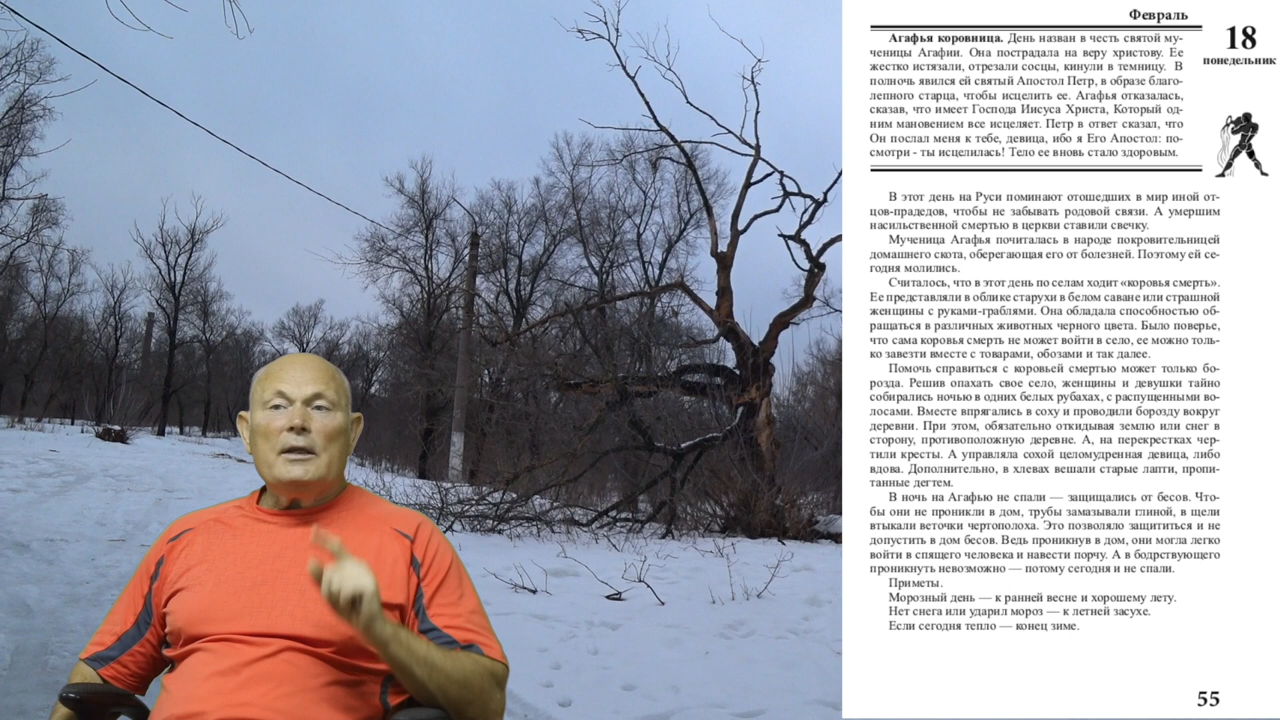 Февраль
18
понедельник
Агафья коровница. День назван в честь святой му-
ченицы Агафии. Она пострадала на веру христову. Ее
жестко истязали, отрезали сосцы, кинули в темницу. В
полночь явился ей святый Апостол Петр, в образе благо-
лепного старца, чтобы исцелить ее. Агафья отказалась,
сказав, что имеет Господа Иисуса Христа, Который од-
ним мановением все исцеляет. Петр в ответ сказал, что
Он послал меня к тебе, девица, ибо я Его Апостол: по-
смотри - ты исцелилась! Тело ее вновь стало здоровым.
В этот день на Руси поминают отошедших в мир иной от-
цов-прадедов, чтобы не забывать родовой связи. А умершим
насильственной смертью в церкви ставили свечку.
Мученица Агафья почиталась в народе покровительницей
домашнего скота, оберегающая его от болезней. Поэтому ей се-
годня молились.
Считалось, что в этот день по селам ходит «коровья смерть».
Ее представляли в облике старухи в белом саване или страшной
женщины с руками-граблями. Она обладала способностью об-
ращаться в различных животных черного цвета. Было поверье,
что сама коровья смерть не может войти в село, ее можно толь-
ко завезти вместе с товарами, обозами и так далее.
Помочь справиться с коровьей смертью может только бо-
розда. Решив опахать свое село, женщины и девушки тайно
собирались ночью в одних белых рубахах, с распущенными во-
лосами. Вместе впрягались в соху и проводили борозду вокруг
деревни. При этом, обязательно откидывая землю или снег в
сторону, противоположную деревне. А, на перекрестках чер-
тили кресты. А управляла сохой целомудренная девица, либо
вдова. Дополнительно, в хлевах вешали старые лапти, пропи-
танные дегтем.
В ночь на Агафью не спали — защищались от бесов. Что-
бы они не проникли в дом, трубы замазывали глиной, в щели
втыкали веточки чертополоха. Это позволяло защититься и не
допустить в дом бесов. Ведь проникнув в дом, они могла легко
войти в спящего человека и навести порчу. А в бодрствующего
проникнуть невозможно — потому сегодня и не спали.
Приметы.
Морозный день — к ранней весне и хорошему лету.
Нет снега или ударил мороз — к летней засухе.
Если сегодня тепло — конец зиме.
55